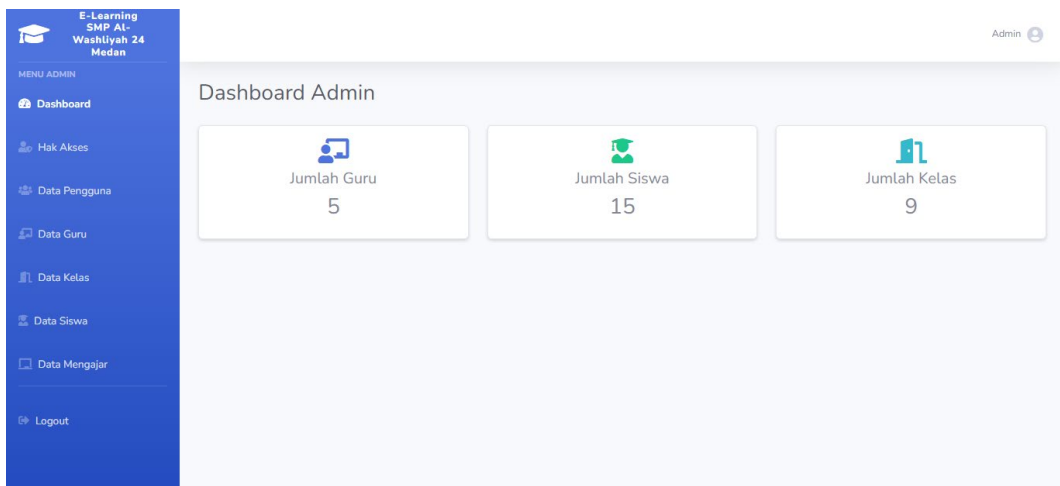 E-Learning
SMP Al-
Washliyah 24
Medan
MENU ADMIN
Dashboard
Hak Akses
Data Pengguna
Data Guru
Data Kelas
Data Siswa
Data Mengajar
Logout
Admin
Dashboard Admin
Jumlah Guru
5
Jumlah Siswa
15
Jumlah Kelas
9